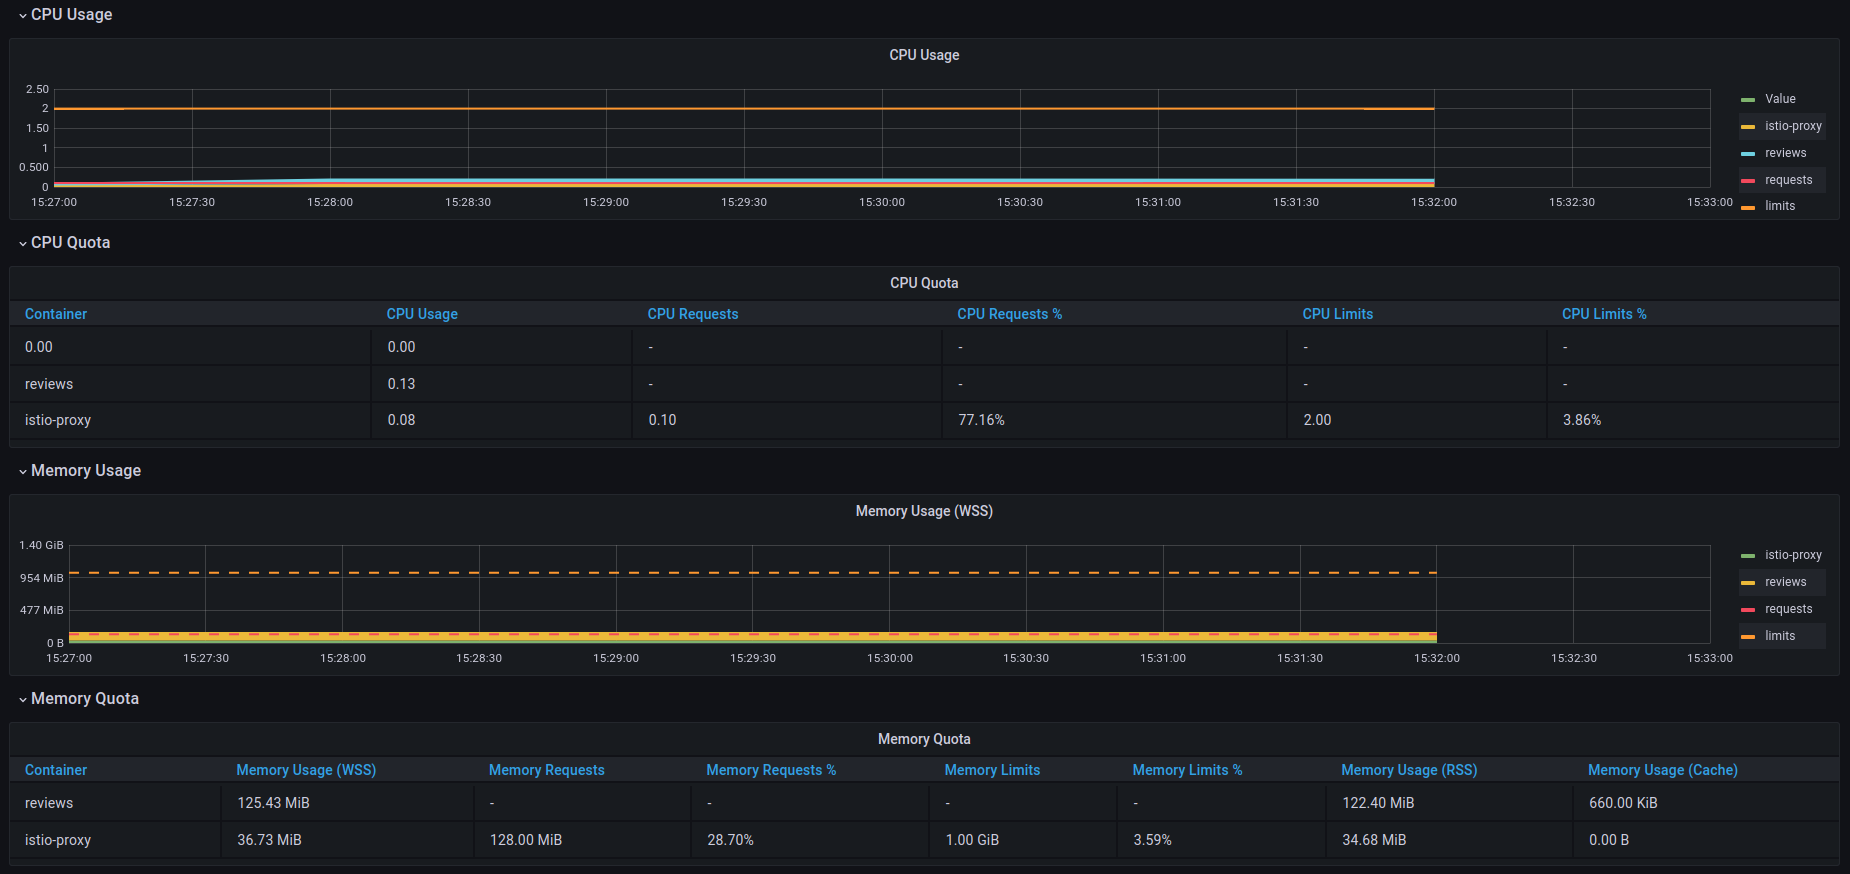 CPU Usage
CPU Usage
2.50
2
1.50
1
0.500
0
15:27:00 15:27:30 15:28:00 15:28:30 15:29:00 15:29:30 15:30:00 15:30:30 15:31:00 15:31:30 15:32:00 15:32:30 15:33:00
Value
istio-proxy
reviews
requests
limits
CPU Quota
CPU Quota
Container CPU Usage CPU Requests CPU Requests % CPU Limits CPU Limits %
0.00 0.00 - - - -
reviews 0.13 - - - -
istio-proxy 0.08 0.10 77.16% 2.00 3.86%
Memory Usage
Memory Usage (WSS)
1.40 GiB
954 MiB
477 MiB
0 B
15:27:00 15:27:30 15:28:00 15:28:30 15:29:00 15:29:30 15:30:00 15:30:30 15:31:00 15:31:30 15:32:00 15:32:30 15:33:00
istio-proxy
reviews
requests
limits
Memory Quota
Memory Quota
Container Memory Usage (WSS) Memory Requests Memory Requests % Memory Limits Memory Limits % Memory Usage (RSS) Memory Usage (Cache)
reviews 125.43 MiB - - - - 122.40 MiB 660.00 KiB
istio-proxy 36.73 MiB 128.00 MiB 28.70% 1.00 GiB 3.59% 34.68 MiB 0.00 B